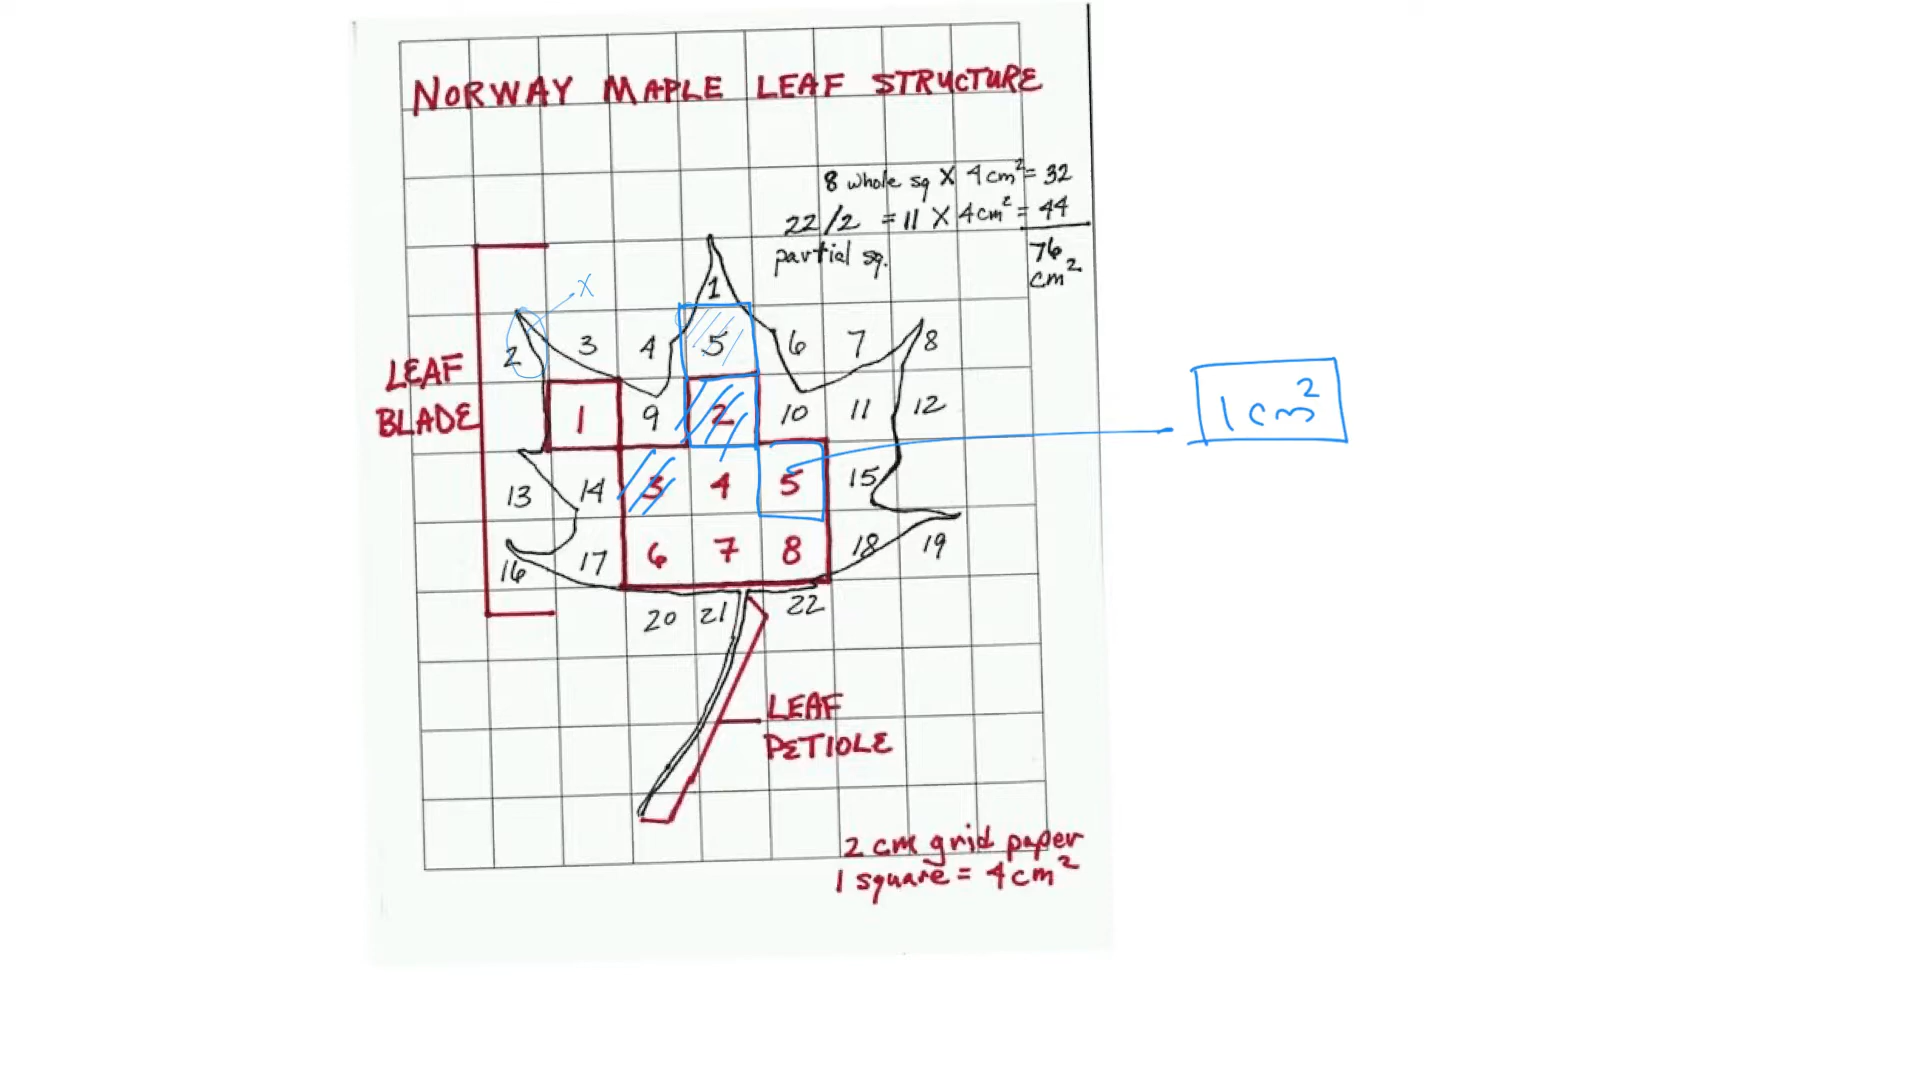 NORWAY MAPLE LEAF STRUCTURE
8 whole sq X 4cm²= 32
22/2 = 11 X 4cm² = 44
partial sq.
76
cm²
1
X
2 3 4 5 6 7 8
LEAF
BLADE
1 9 2 10 11 12
1cm²
13 14 3 4 5 15
16 17 6 7 8 18 19
20 21 22
LEAF
PETIOLE
2 cm grid paper
1 square = 4cm²